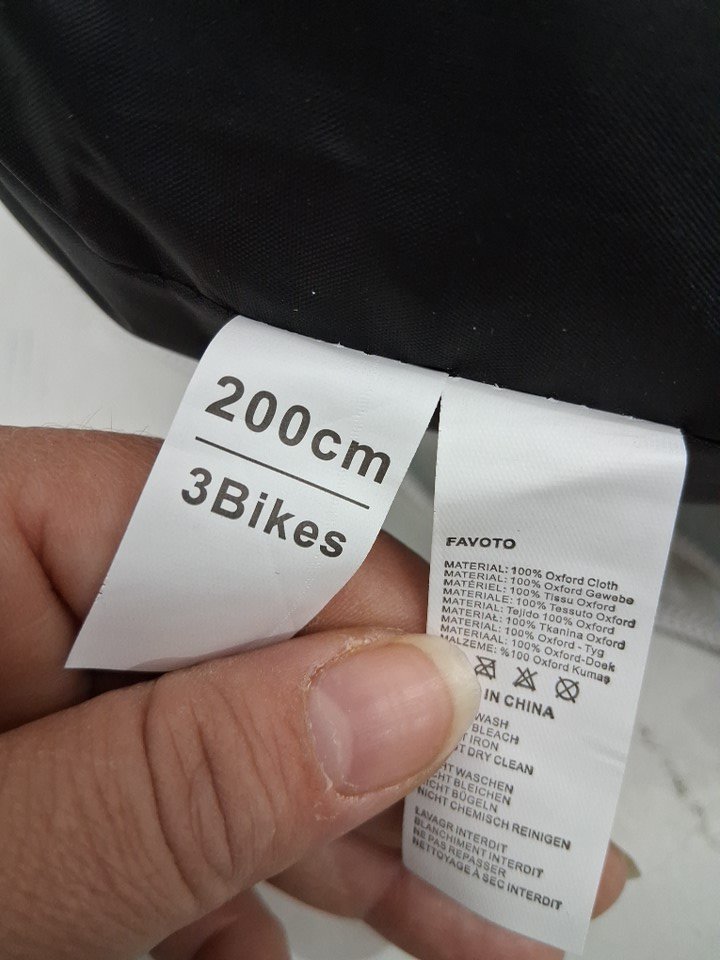 200cm
3Bikes
FAVOTO
MATERIAL: 100% Oxford Cloth
MATERIAL: 100% Oxford Gewebe
MATÉRIEL: 100% Tissu Oxford
MATERIALE: 100% Tessuto Oxford
MATERIAL: Tejido 100% Oxford
MATERIAL: 100% Tkanina Oxford
MATERIAL: 100% Oxford - Tyg
MATERIAAL: 100% Oxford-Doek
MALZEME: %100 Oxford Kumaş
IN CHINA
WASH
BLEACH
IRON
DRY CLEAN
WASCHEN
BLEICHEN
NICHT BÜGELN
NICHT CHEMISCH REINIGEN
LAVAGR INTERDIT
BLANCHIMENT INTERDIT
NE PAS REPASSER
NETTOYAGE À SEC INTERDIT